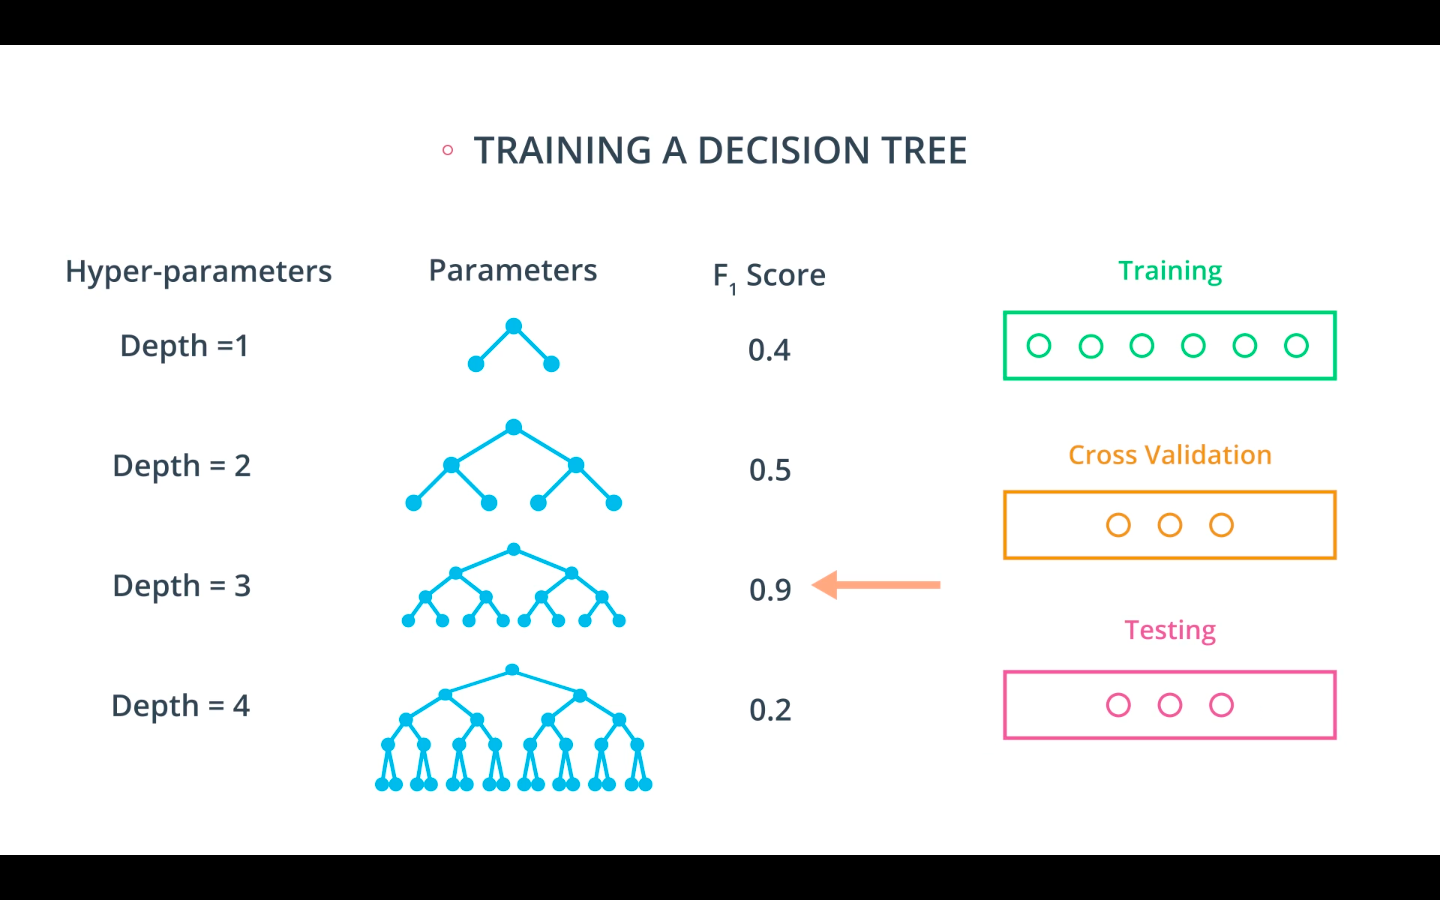 TRAINING A DECISION TREE
Hyper-parameters
Parameters
F1 Score
Training
Depth =1
0.4
Depth = 2
0.5
Cross Validation
Depth = 3
0.9
Testing
Depth = 4
0.2